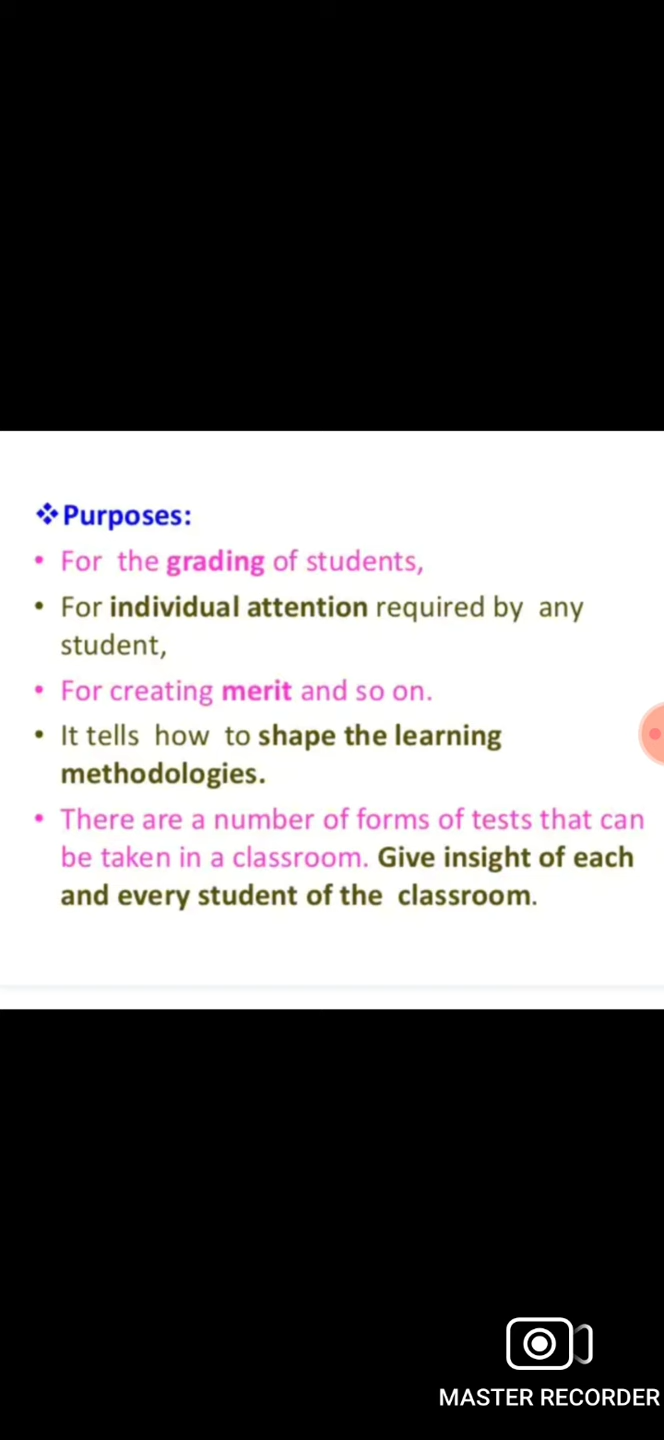 ❖Purposes:
• For the grading of students,
• For individual attention required by any
student,
• For creating merit and so on.
• It tells how to shape the learning
methodologies.
• There are a number of forms of tests that can
be taken in a classroom. Give insight of each
and every student of the classroom.
MASTER RECORDER